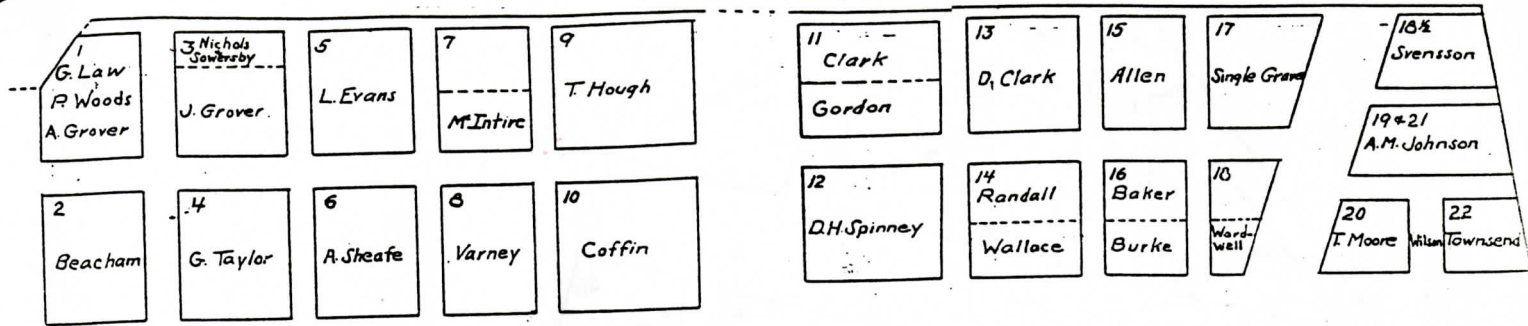 1
G. Law
P. Woods
A. Grover
3 Nichols
Sowersby
J. Grover.
5
L. Evans
7
McIntire
9
T. Hough
11
Clark
Gordon
13
D, Clark
15
Allen
17
Single Grave
18½
Svensson
19 & 21
A.M. Johnson
2
Beacham
4
G. Taylor
6
A. Sheafe
8
Varney
10
Coffin
12
D.H. Spinney
14
Randall
Wallace
16
Baker
Burke
18
Ward-
well
20
T. Moore
Wilson
22
Townsend